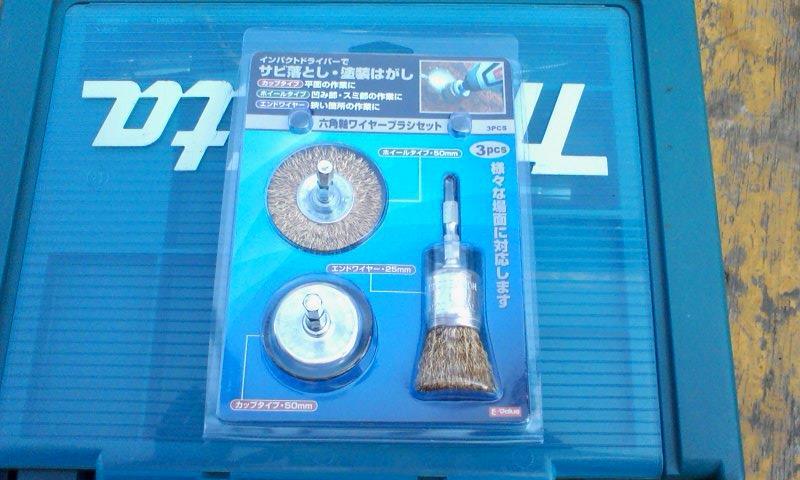 インパクトドライバーで
サビ落とし・塗装はがし
カップタイプ 平面の作業に
ホイールタイプ 凹み部・スミ部の作業に
エンドワイヤー 狭い箇所の作業に
六角軸ワイヤーブラシセット 3PCS
3pcs
様々な場面に対応します
ホイールタイプ・50mm
エンドワイヤー・25mm
カップタイプ・50mm
E-Value